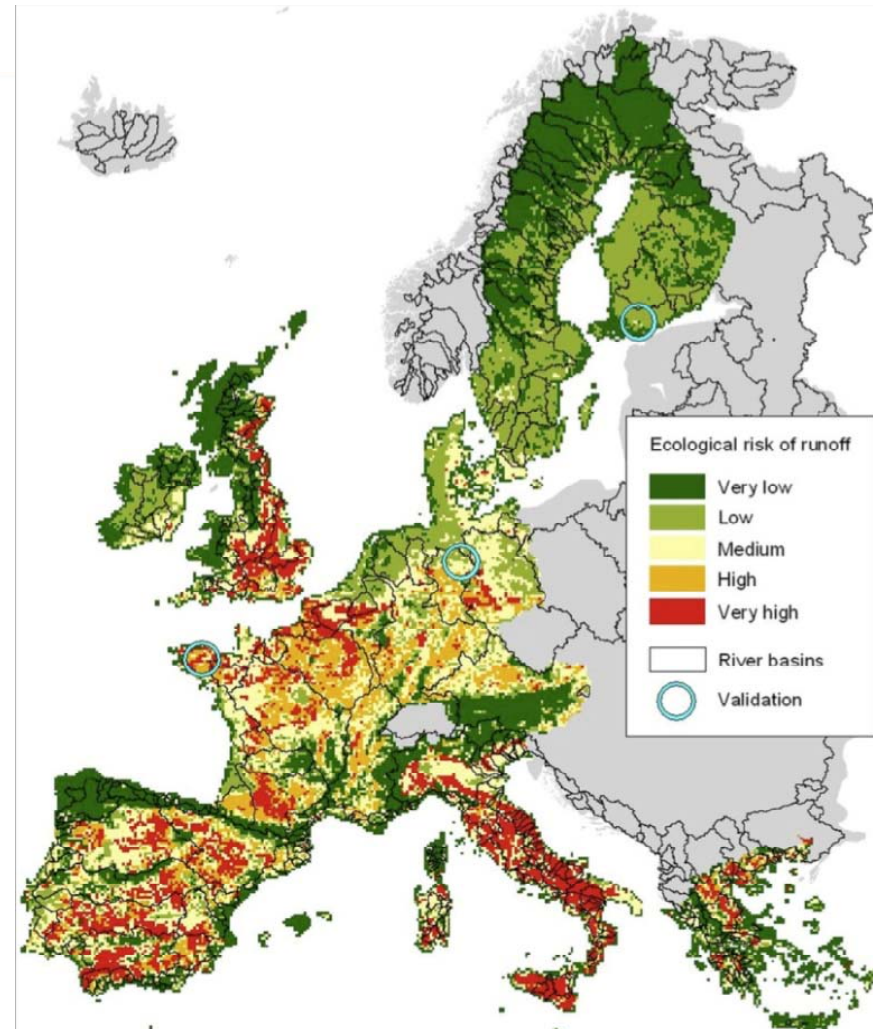 Ecological risk of runoff
Very low
Low
Medium
High
Very high
River basins
Validation